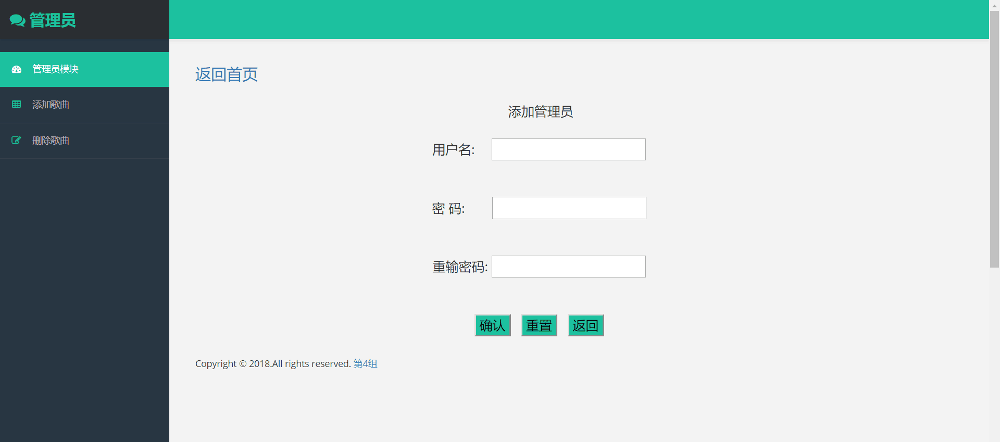 管理员
管理员模块
添加歌曲
删除歌曲
返回首页
添加管理员
用户名:
密 码:
重输密码:
确认 重置 返回
Copyright © 2018.All rights reserved. 第4组